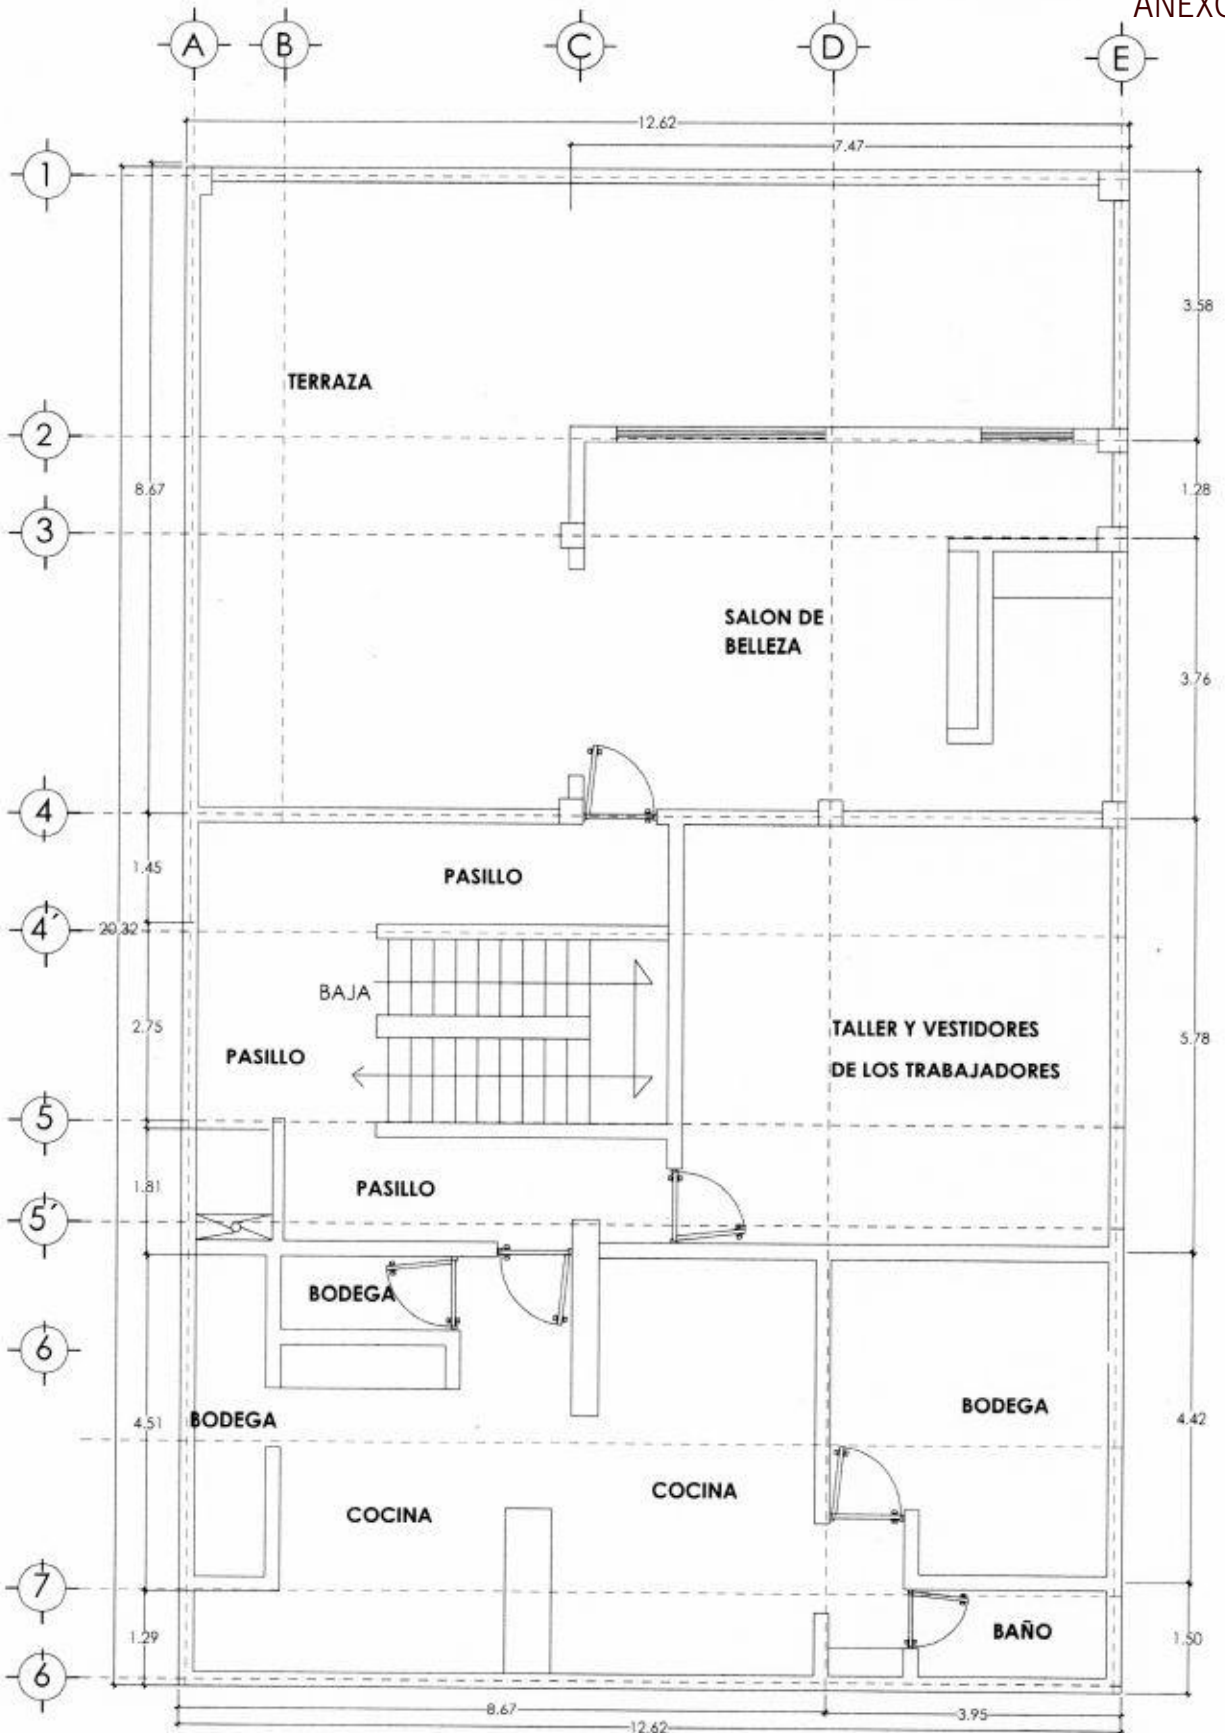 ANEXO
A
B
C
D
E
12.62
7.47
1
3.58
TERRAZA
2
8.67
1.28
3
SALON DE
BELLEZA
3.76
4
1.45
PASILLO
4´
20.32
BAJA
2.75
TALLER Y VESTIDORES
5.78
PASILLO
DE LOS TRABAJADORES
5
1.81
PASILLO
5´
BODEGA
6
BODEGA
BODEGA
4.51
4.42
COCINA
COCINA
7
1.29
BAÑO
1.50
6
8.67
3.95
12.62